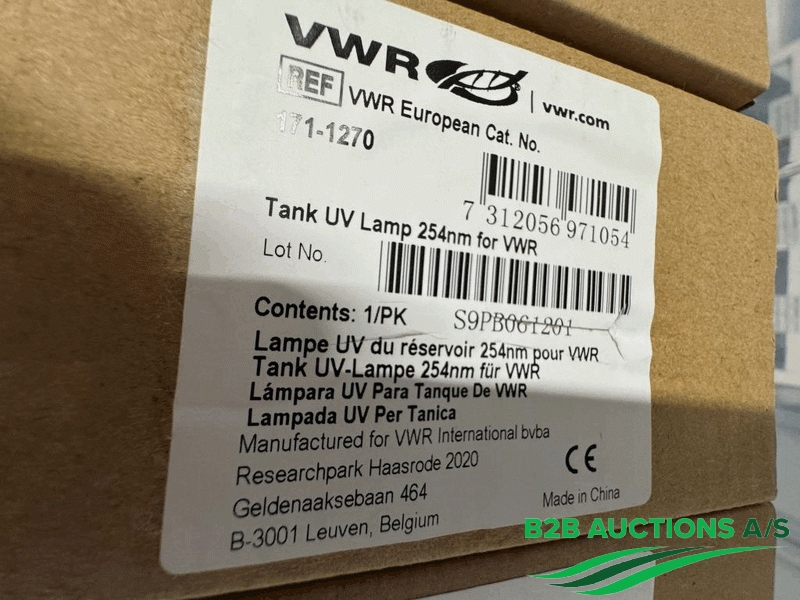 VWR | vwr.com
REF VWR European Cat. No.
171-1270
7 312056 971054
Tank UV Lamp 254nm for VWR
Lot No.
S9PB061201
Contents: 1/PK
Lampe UV du réservoir 254nm pour VWR
Tank UV-Lampe 254nm für VWR
Lámpara UV Para Tanque De VWR
Lampada UV Per Tanica
Manufactured for VWR International bvba
Researchpark Haasrode 2020
Geldenaaksebaan 464
B-3001 Leuven, Belgium
CE
Made in China
B2B AUCTIONS A/S